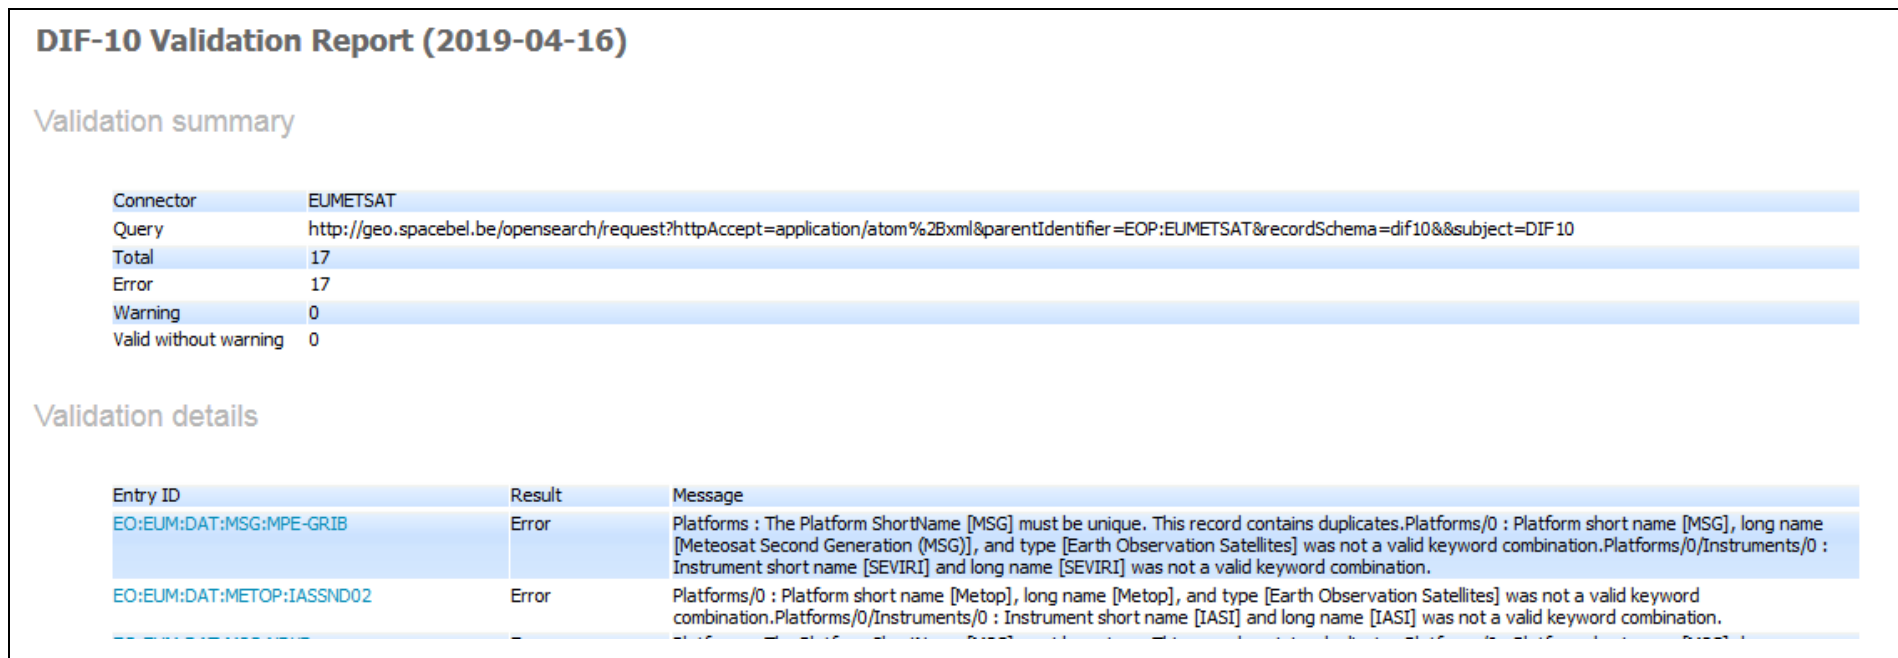 DIF-10 Validation Report (2019-04-16)
Validation summary
Connector EUMETSAT
Query http://geo.spacebel.be/opensearch/request?httpAccept=application/atom%2Bxml&parentIdentifier=EOP:EUMETSAT&recordSchema=dif10&&subject=DIF10
Total 17
Error 17
Warning 0
Valid without warning 0
Validation details
Entry ID Result Message
EO:EUM:DAT:MSG:MPE-GRIB Error Platforms : The Platform ShortName [MSG] must be unique. This record contains duplicates.Platforms/0 : Platform short name [MSG], long name
[Meteosat Second Generation (MSG)], and type [Earth Observation Satellites] was not a valid keyword combination.Platforms/0/Instruments/0 :
Instrument short name [SEVIRI] and long name [SEVIRI] was not a valid keyword combination.
EO:EUM:DAT:METOP:IASSND02 Error Platforms/0 : Platform short name [Metop], long name [Metop], and type [Earth Observation Satellites] was not a valid keyword
combination.Platforms/0/Instruments/0 : Instrument short name [IASI] and long name [IASI] was not a valid keyword combination.